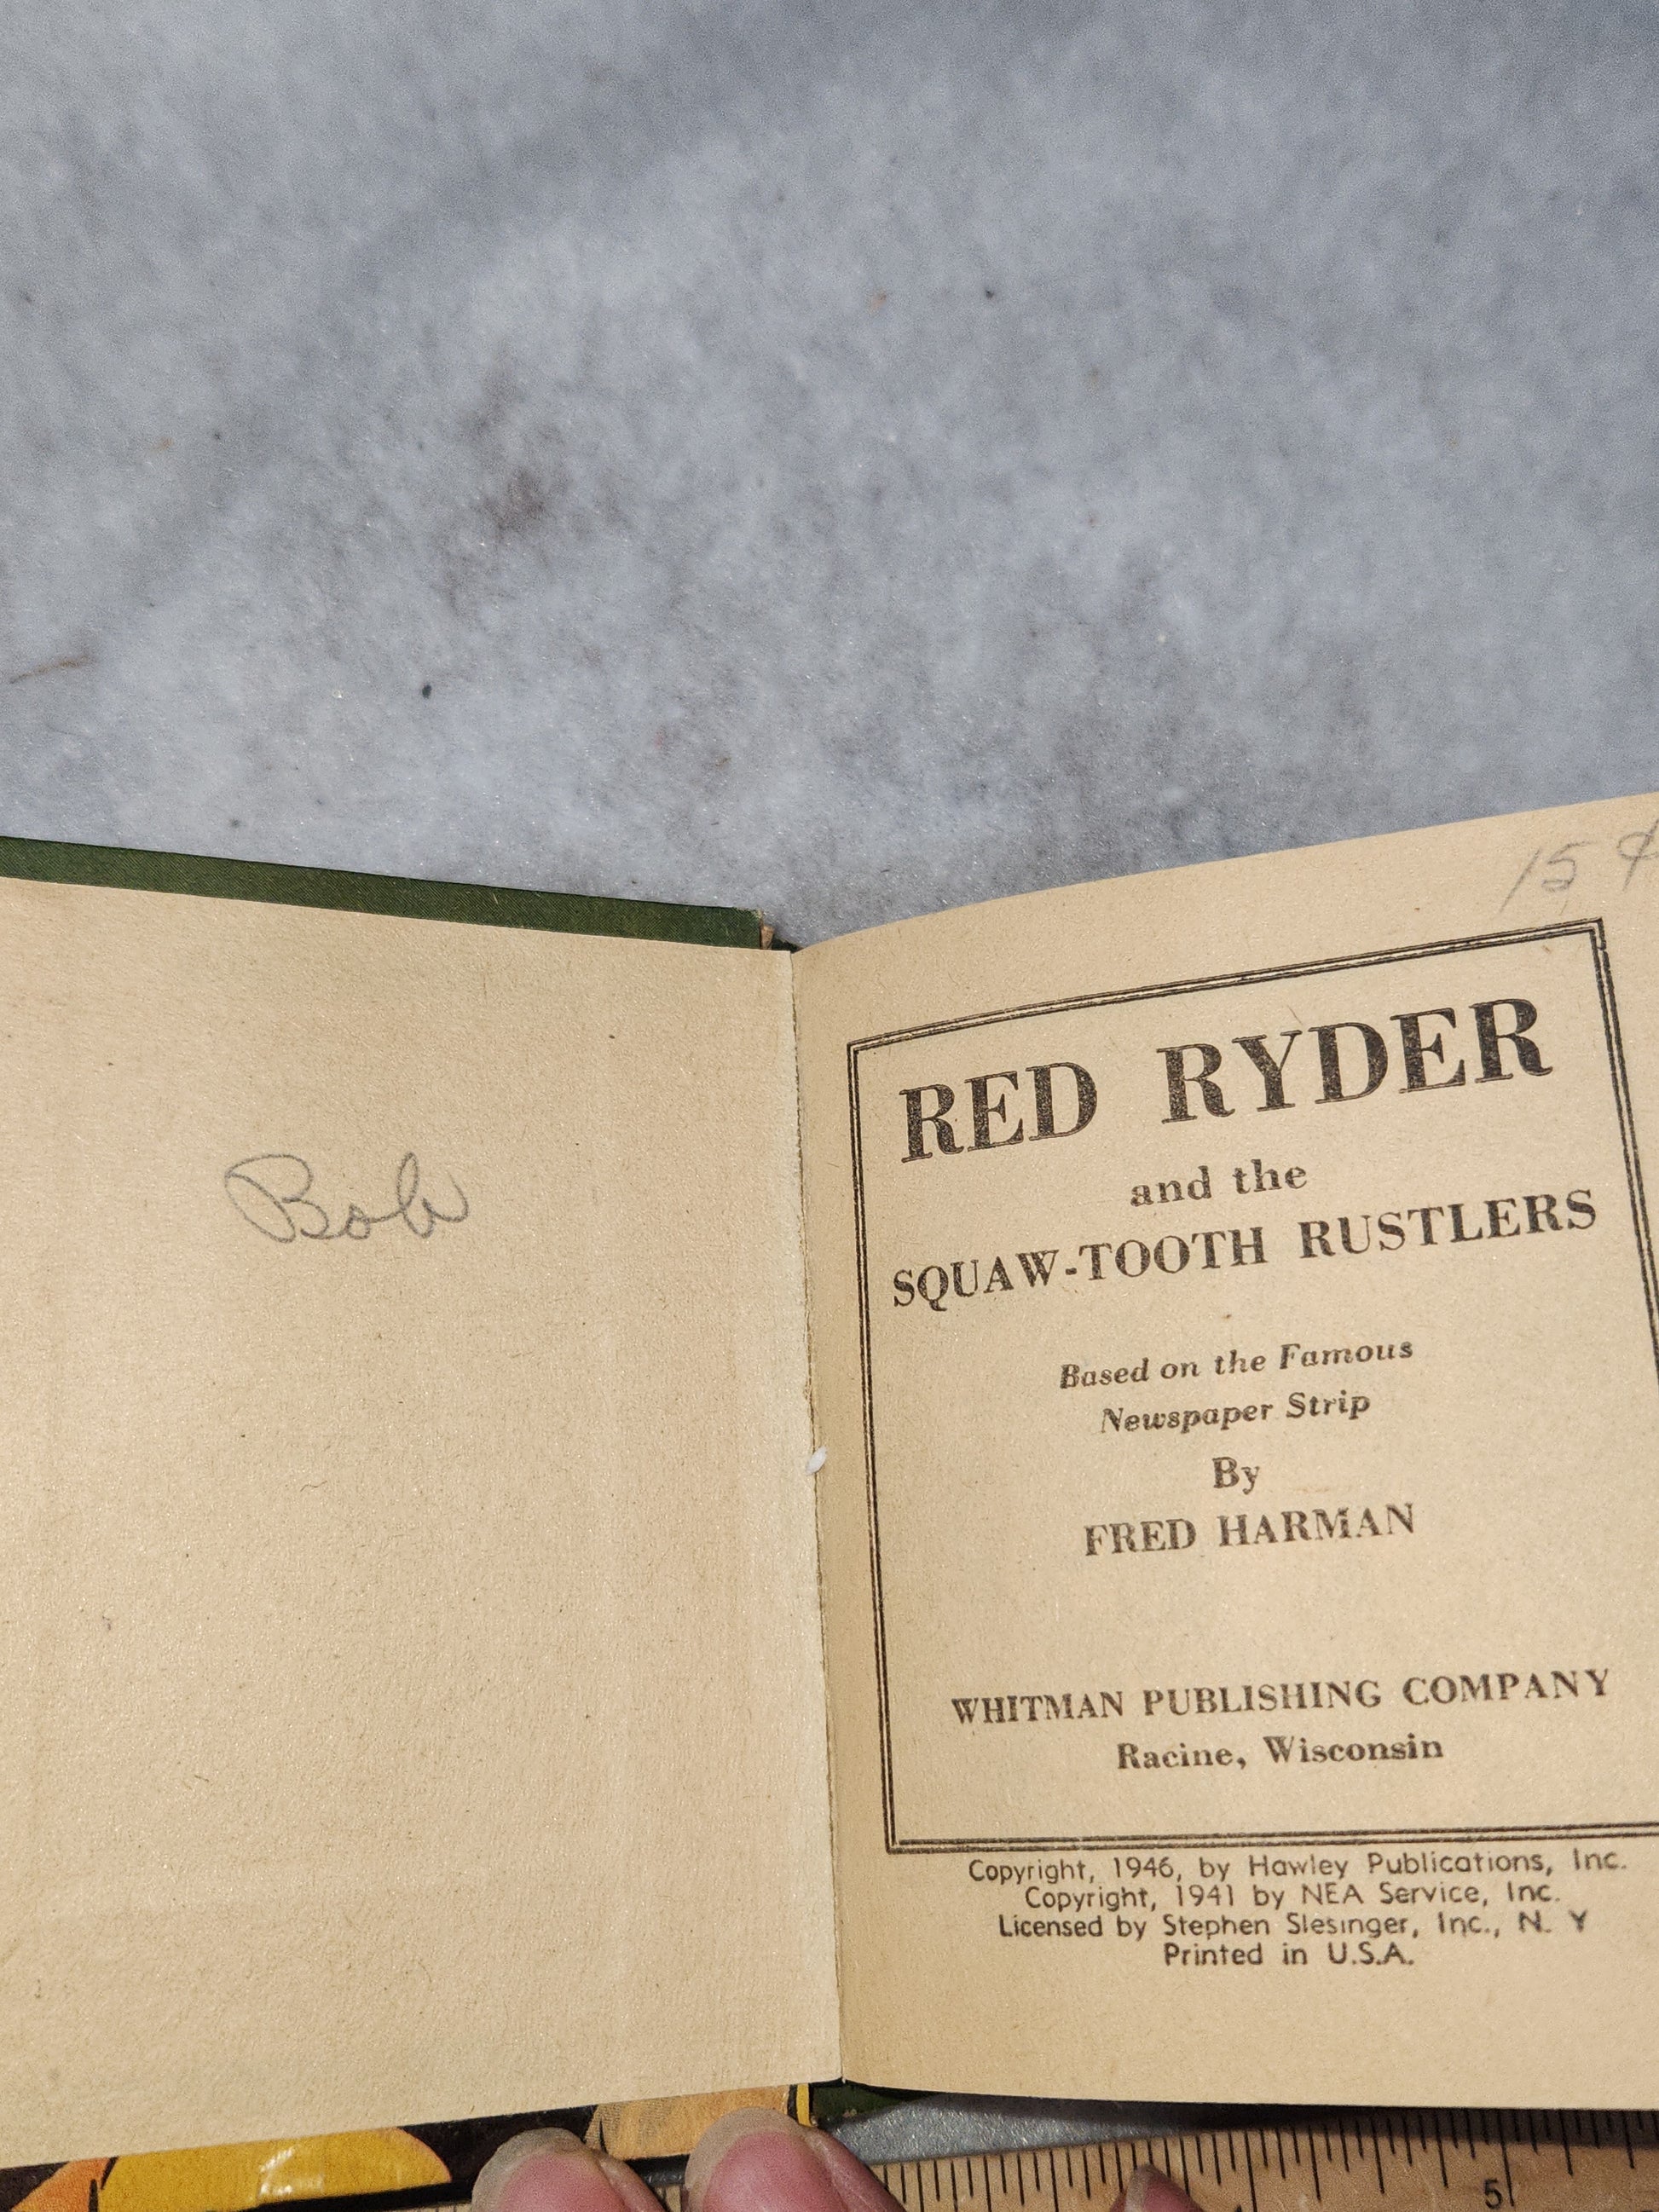 Bob
15 ¢
RED RYDER
and the
SQUAW-TOOTH RUSTLERS
Based on the Famous
Newspaper Strip
By
FRED HARMAN
WHITMAN PUBLISHING COMPANY
Racine, Wisconsin
Copyright, 1946, by Hawley Publications, Inc.
Copyright, 1941 by NEA Service, Inc.
Licensed by Stephen Slesinger, Inc., N. Y
Printed in U.S.A.
5